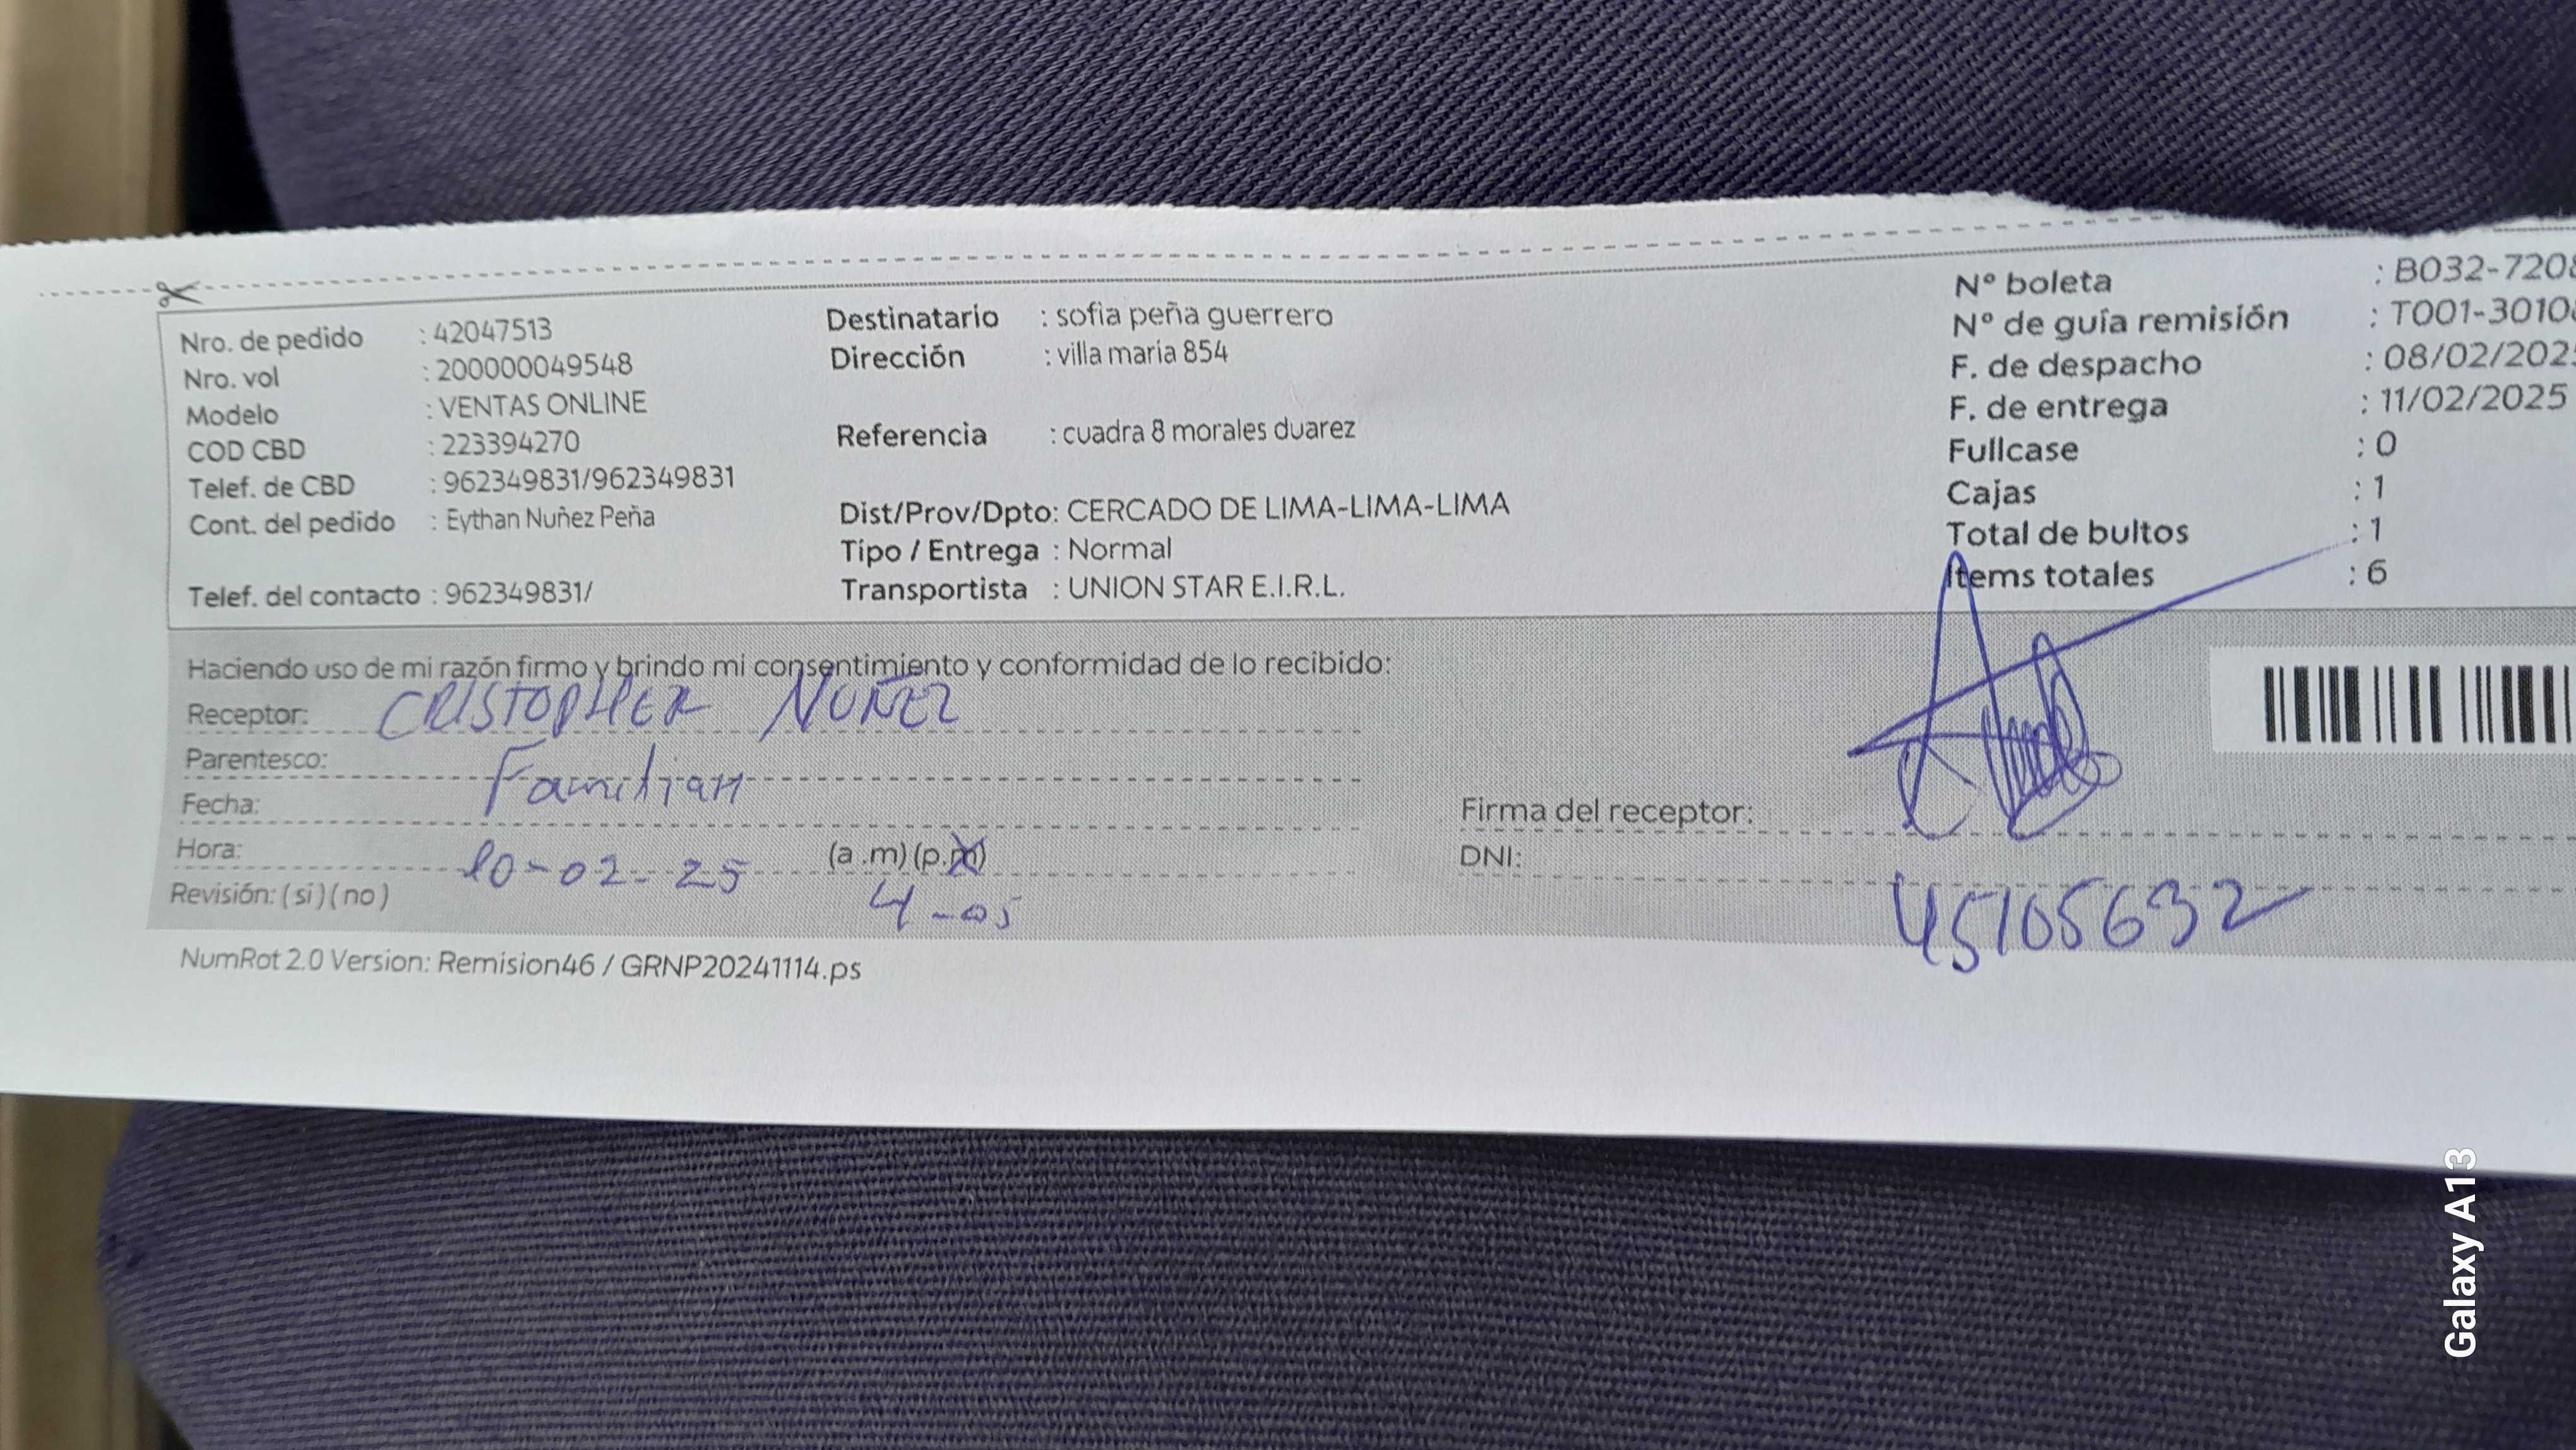 Nro. de pedido : 42047513
Nro. vol : 200000049548
Modelo : VENTAS ONLINE
COD CBD : 223394270
Telef. de CBD : 962349831/962349831
Cont. del pedido : Eythan Nuñez Peña
Telef. del contacto : 962349831/
Destinatario : sofia peña guerrero
Dirección : villa maria 854
Referencia : cuadra 8 morales duarez
Dist/Prov/Dpto: CERCADO DE LIMA-LIMA-LIMA
Tipo / Entrega : Normal
Transportista : UNION STAR E.I.R.L.
Nº boleta : B032-7208
Nº de guía remisión : T001-3010
F. de despacho : 08/02/202
F. de entrega : 11/02/2025
Fullcase : 0
Cajas : 1
Total de bultos : 1
Items totales : 6
Haciendo uso de mi razón firmo y brindo mi consentimiento y conformidad de lo recibido:
Receptor: CRISTOPHER NUÑEZ
Parentesco: Familiar
Fecha:
Hora: 10-02-25 (a.m)(p.m)
4-05
Revisión: (si)(no)
Firma del receptor:
DNI: 45105632
NumRot 2.0 Version: Remision46 / GRNP20241114.ps
Galaxy A13